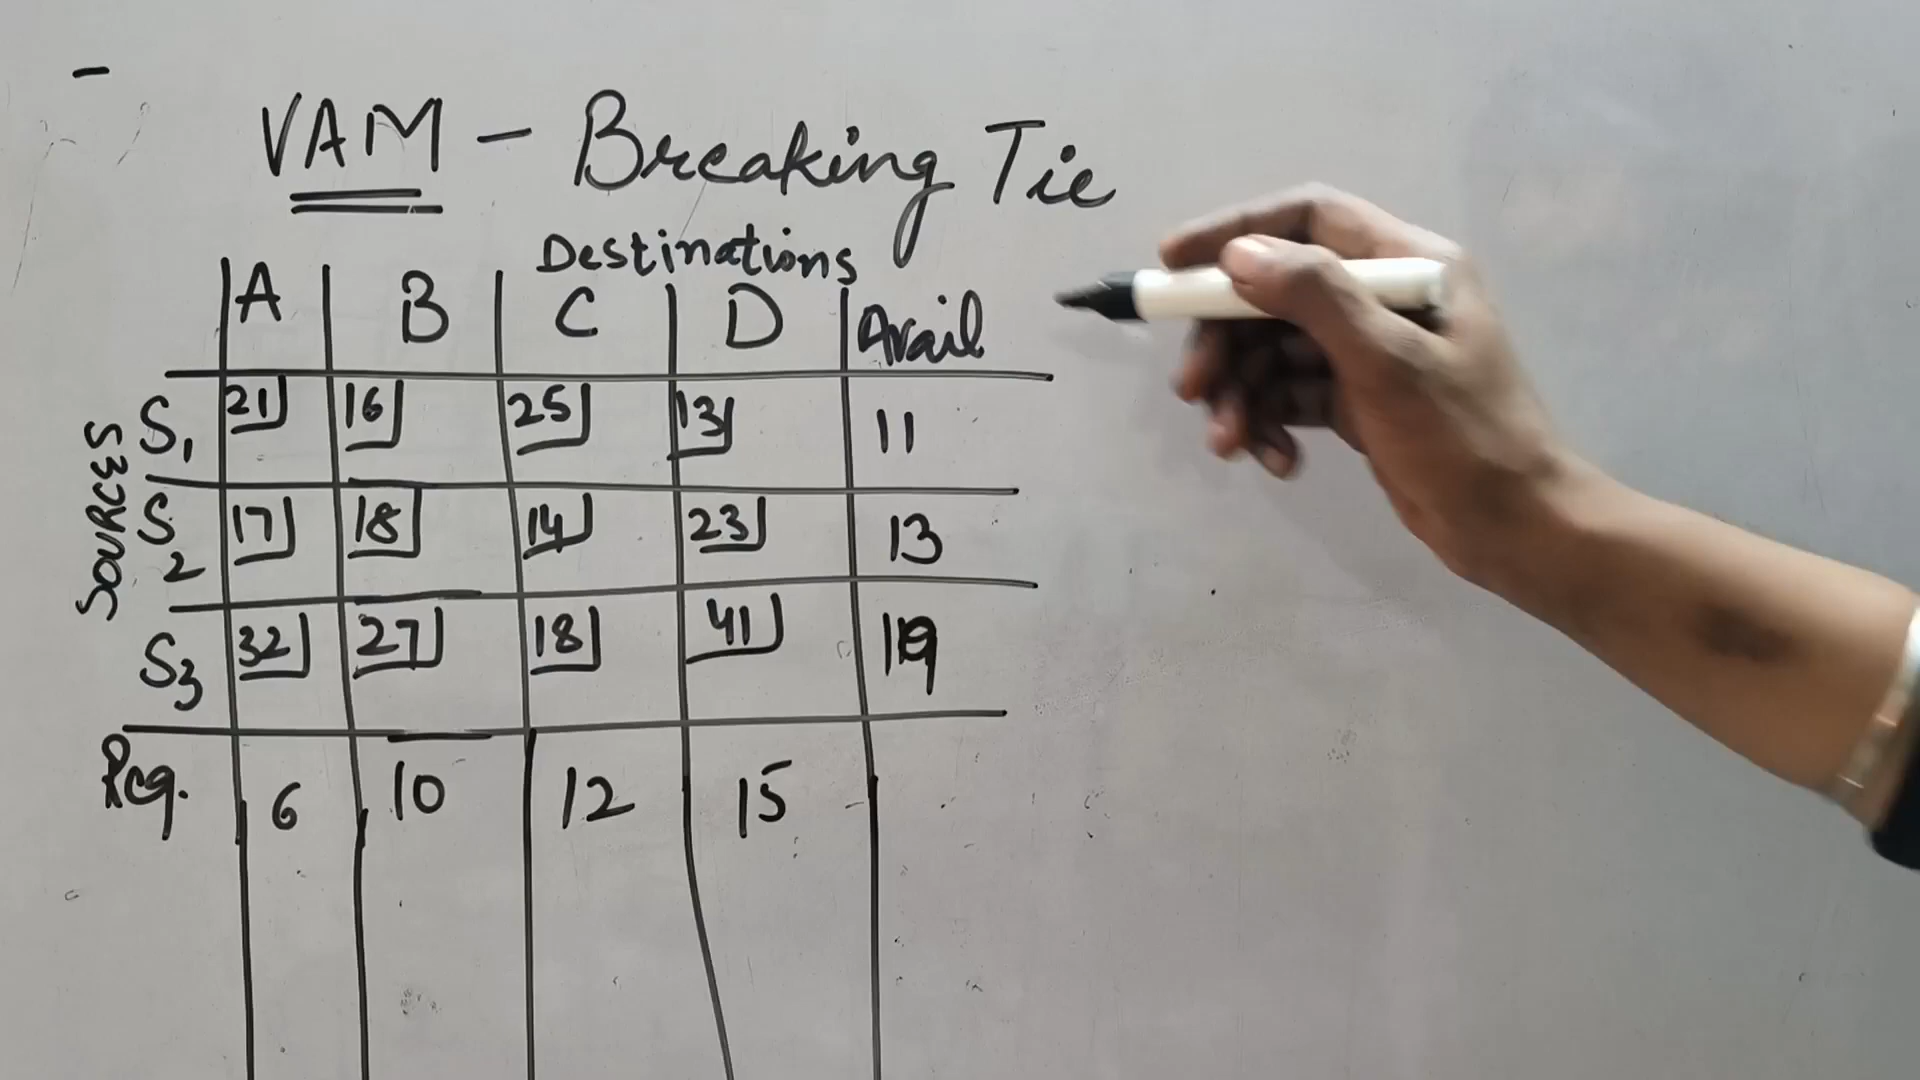 VAM - Breaking Tie
Destinations
A B C D Avail
SOURCES
S1 21 16 25 13 11
S2 17 18 14 23 13
S3 32 27 18 41 19
Req. 6 10 12 15